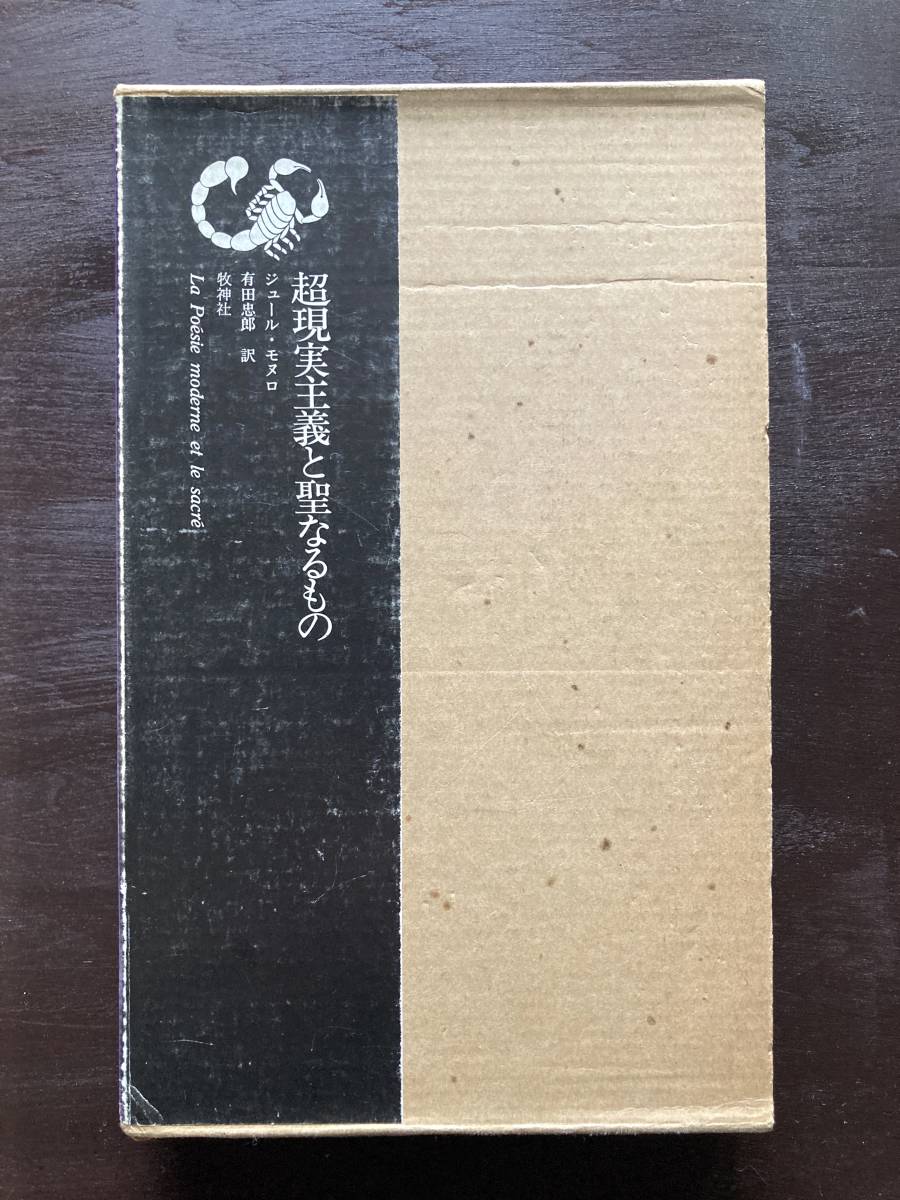 超現実主義と聖なるもの
ジュール・モヌロ
有田忠郎 訳
牧神社
La Poésie moderne et le sacré